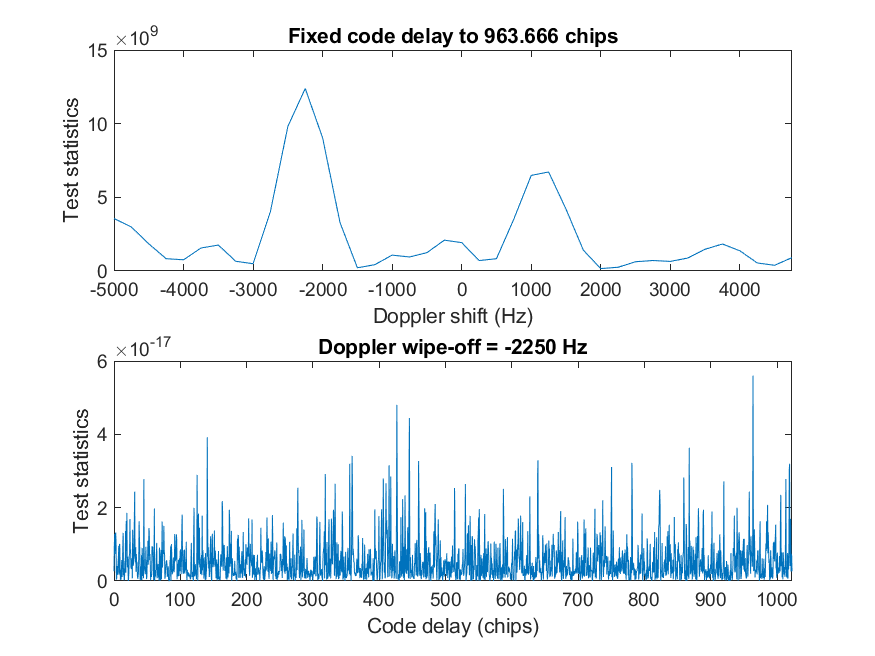 ×10^9
Fixed code delay to 963.666 chips
15
10
5
0
Test statistics
-5000 -4000 -3000 -2000 -1000 0 1000 2000 3000 4000
Doppler shift (Hz)
×10^-17
Doppler wipe-off = -2250 Hz
6
4
2
0
Test statistics
0 100 200 300 400 500 600 700 800 900 1000
Code delay (chips)